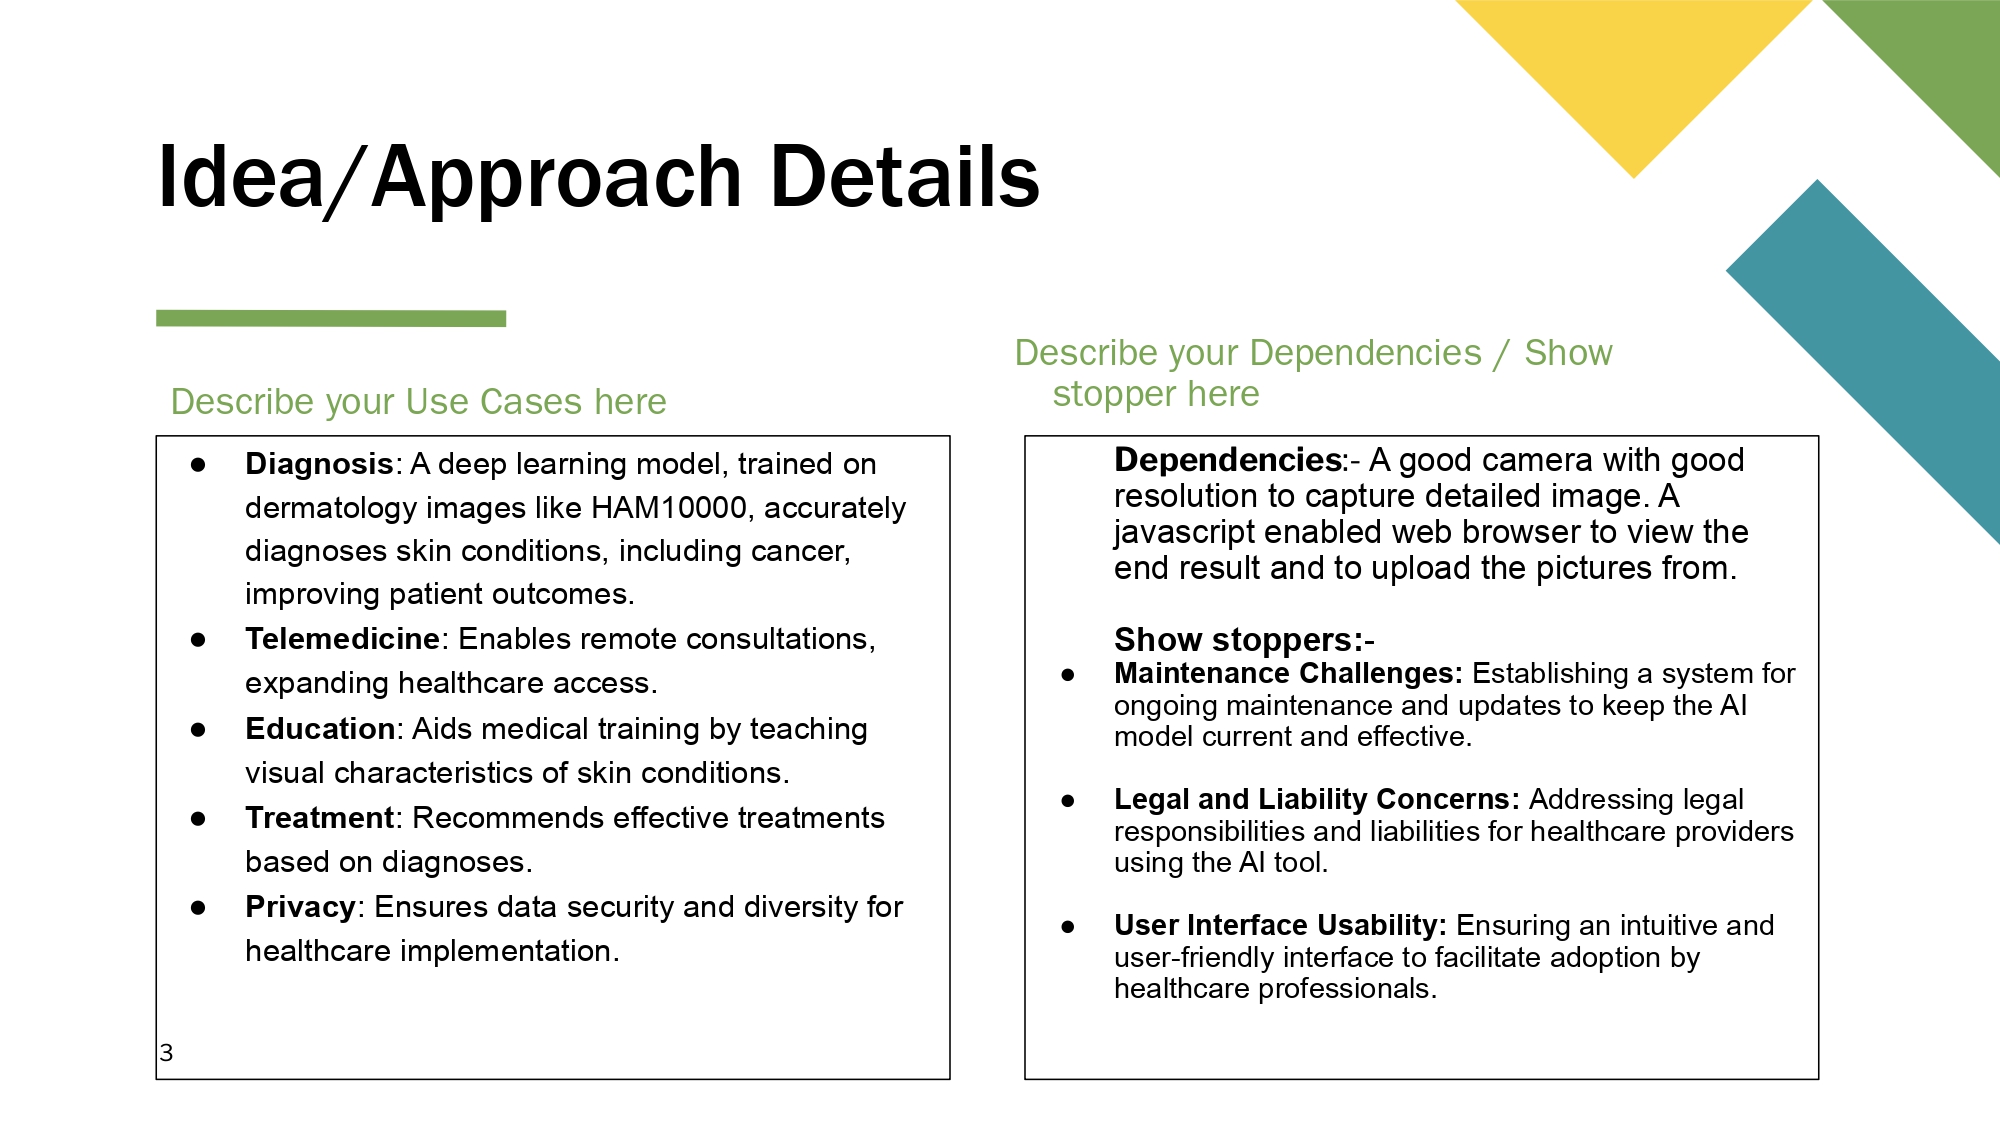 Idea/Approach Details
Describe your Use Cases here
● Diagnosis: A deep learning model, trained on
dermatology images like HAM10000, accurately
diagnoses skin conditions, including cancer,
improving patient outcomes.
● Telemedicine: Enables remote consultations,
expanding healthcare access.
● Education: Aids medical training by teaching
visual characteristics of skin conditions.
● Treatment: Recommends effective treatments
based on diagnoses.
● Privacy: Ensures data security and diversity for
healthcare implementation.
3
Describe your Dependencies / Show
stopper here
Dependencies:- A good camera with good
resolution to capture detailed image. A
javascript enabled web browser to view the
end result and to upload the pictures from.
Show stoppers:-
● Maintenance Challenges: Establishing a system for
ongoing maintenance and updates to keep the AI
model current and effective.
● Legal and Liability Concerns: Addressing legal
responsibilities and liabilities for healthcare providers
using the AI tool.
● User Interface Usability: Ensuring an intuitive and
user-friendly interface to facilitate adoption by
healthcare professionals.